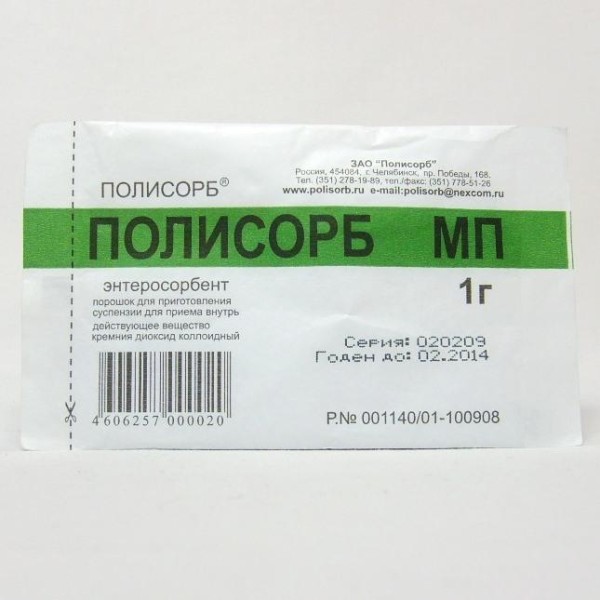 ЗАО "Полисорб"
Россия, 454084, г. Челябинск, пр. Победы, 168.
Тел. (351) 278-19-89, тел./факс: (351) 778-51-26
www.polisorb.ru e-mail:polisorb@nexcom.ru
ПОЛИСОРБ®
ПОЛИСОРБ МП
энтеросорбент
1г
порошок для приготовления
суспензии для приема внутрь
действующее вещество
кремния диоксид коллоидный
Серия: 020209
Годен до: 02.2014
4606257 000020
Р.№ 001140/01-100908